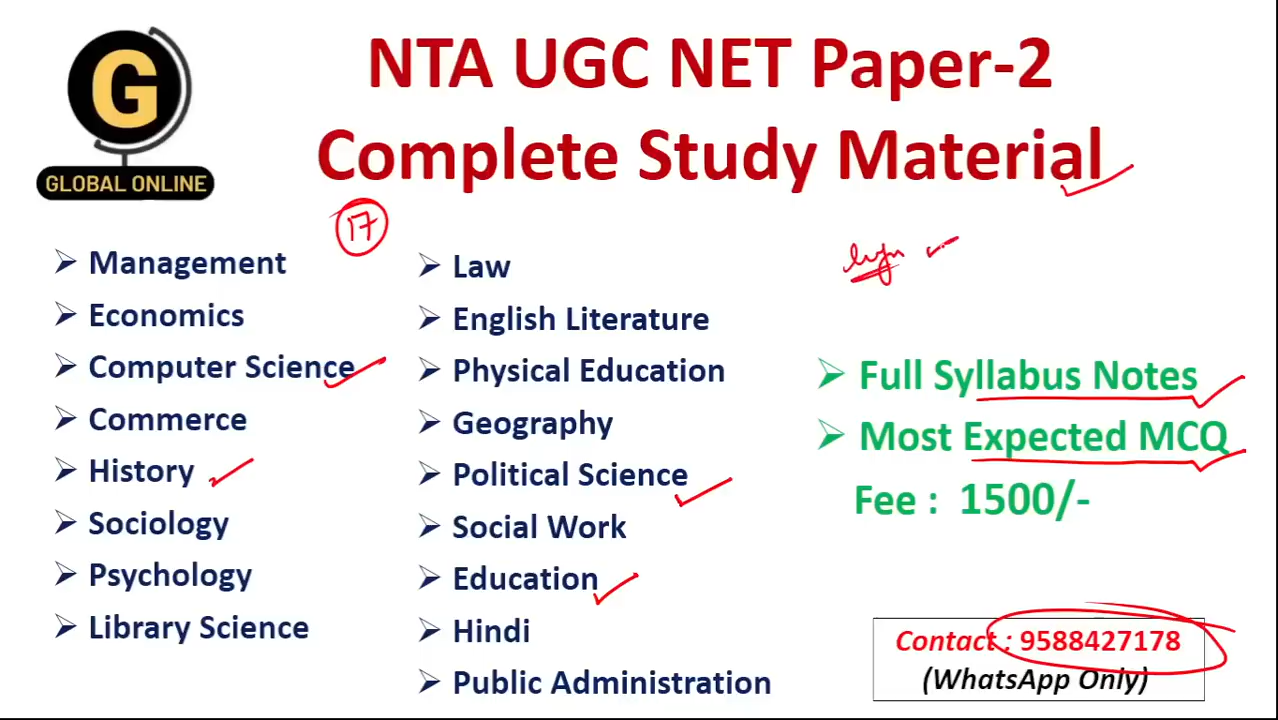 G
GLOBAL ONLINE
NTA UGC NET Paper-2
Complete Study Material
17
Management
Economics
Computer Science
Commerce
History
Sociology
Psychology
Library Science
Law
English Literature
Physical Education
Geography
Political Science
Social Work
Education
Hindi
Public Administration
Full Syllabus Notes
Most Expected MCQ
Fee : 1500/-
Contact : 9588427178
(WhatsApp Only)